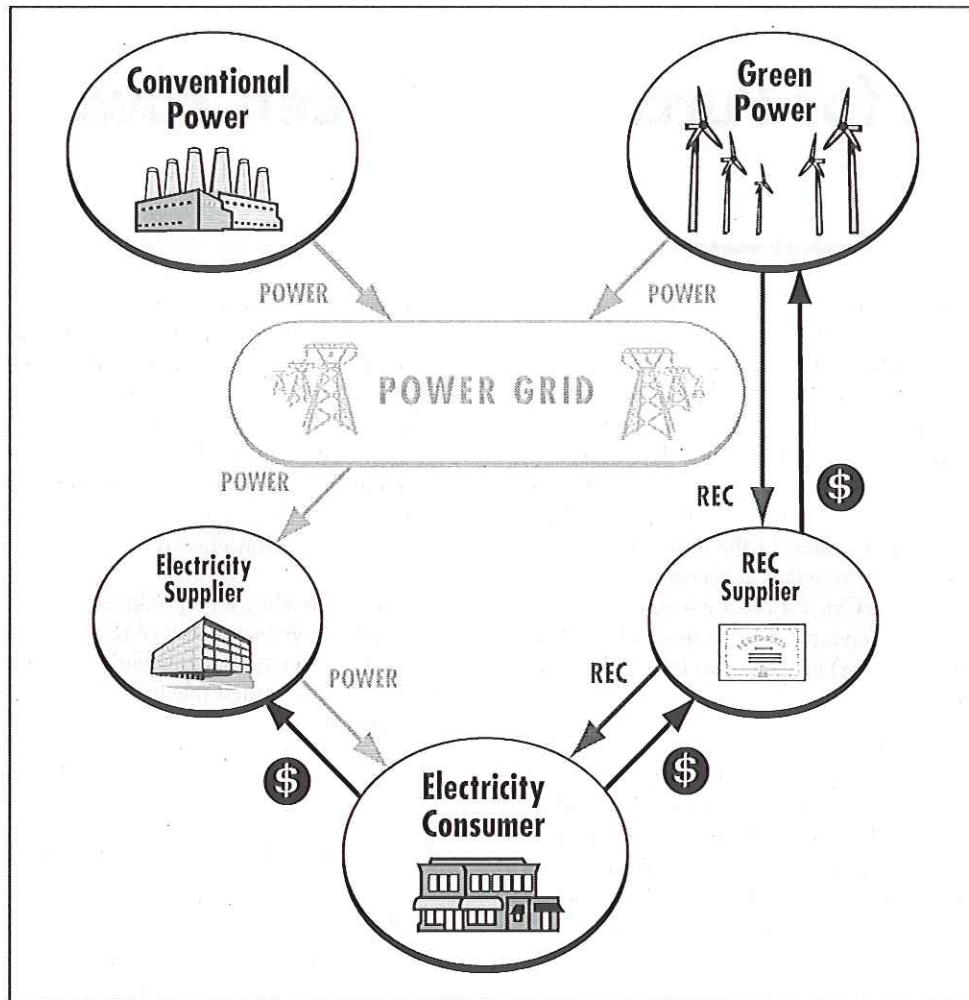 Conventional
Power
Green
Power
POWER
POWER
POWER GRID
POWER
REC
$
Electricity
Supplier
REC
Supplier
POWER
REC
$
$
Electricity
Consumer